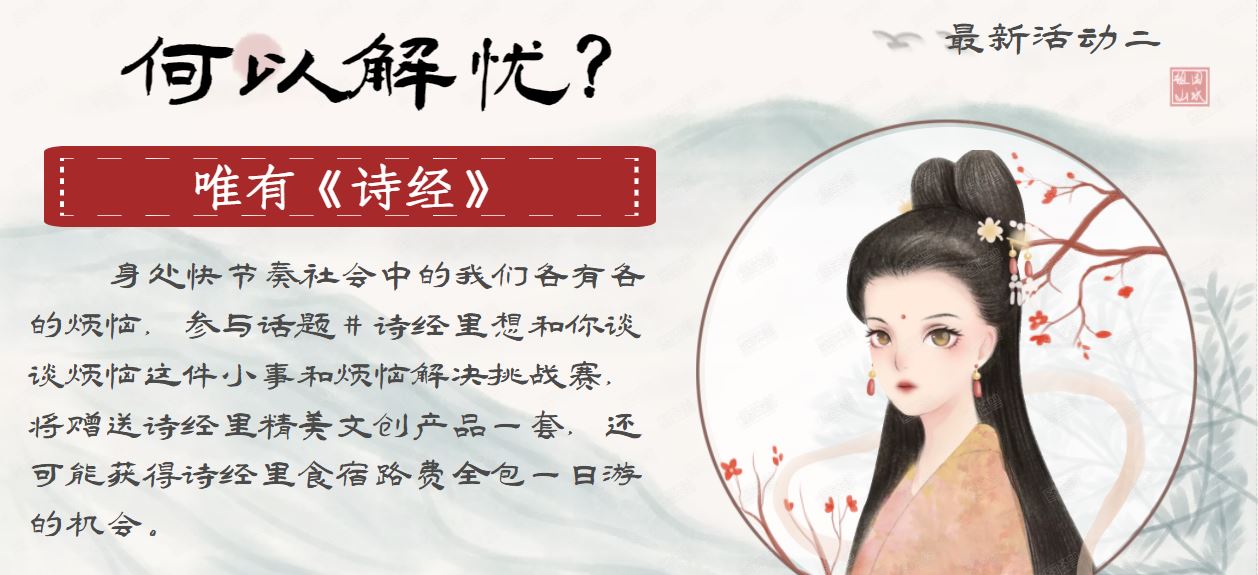 何以解忧？
最新活动二
唯有《诗经》
身处快节奏社会中的我们各有各
的烦恼，参与话题#诗经里想和你谈
谈烦恼这件小事和烦恼解决挑战赛，
将赠送诗经里精美文创产品一套，还
可能获得诗经里食宿路费全包一日游
的机会。